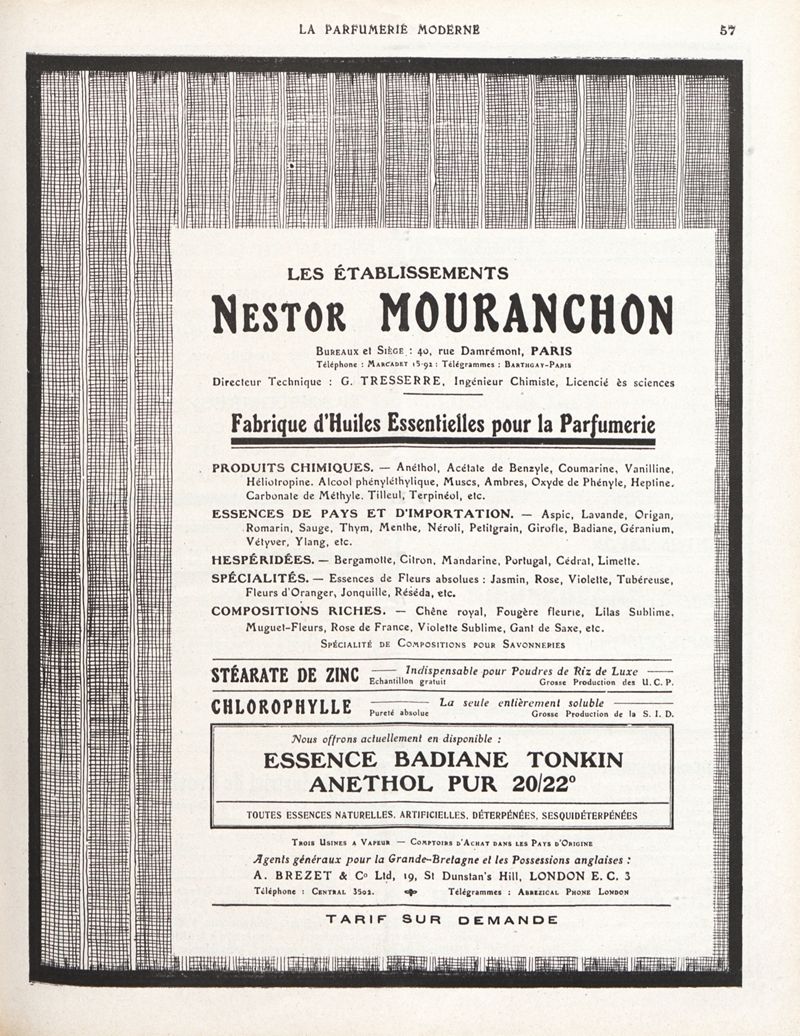 LA PARFUMERIE MODERNE
57
LES ÉTABLISSEMENTS
NESTOR MOURANCHON
BUREAUX et SIÈGE : 40, rue Damrémont, PARIS
Téléphone : MARCADET 15-92 : Télégrammes : BARTHGAY-PARIS
Directeur Technique : G. TRESSERRE, Ingénieur Chimiste, Licencié ès sciences
Fabrique d'Huiles Essentielles pour la Parfumerie
PRODUITS CHIMIQUES. — Anéthol, Acétate de Benzyle, Coumarine, Vanilline,
Héliotropine. Alcool phényléthylique, Muscs, Ambres, Oxyde de Phényle, Heptine.
Carbonate de Méthyle. Tilleul, Terpinéol, etc.
ESSENCES DE PAYS ET D'IMPORTATION. — Aspic, Lavande, Origan,
Romarin, Sauge, Thym, Menthe, Néroli, Petitgrain, Girofle, Badiane, Géranium,
Vétyver, Ylang, etc.
HESPÉRIDÉES. — Bergamotte, Citron, Mandarine, Portugal, Cédrat, Limette.
SPÉCIALITÉS. — Essences de Fleurs absolues : Jasmin, Rose, Violette, Tubéreuse,
Fleurs d'Oranger, Jonquille, Réséda, etc.
COMPOSITIONS RICHES. — Chêne royal, Fougère fleurie, Lilas Sublime,
Muguet-Fleurs, Rose de France, Violette Sublime, Gant de Saxe, etc.
SPÉCIALITÉ DE COMPOSITIONS POUR SAVONNERIES
STÉARATE DE ZINC — Indispensable pour Poudres de Riz de Luxe —
Echantillon gratuit Grosse Production des U.C.P.
CHLOROPHYLLE — La seule entièrement soluble —
Pureté absolue Grosse Production de la S.I.D.
Nous offrons actuellement en disponible :
ESSENCE BADIANE TONKIN
ANETHOL PUR 20/22°
TOUTES ESSENCES NATURELLES, ARTIFICIELLES, DÉTERPÉNÉES, SESQUIDÉTERPÉNÉES
TROIS USINES A VAPEUR — COMPTOIRS D'ACHAT DANS LES PAYS D'ORIGINE
Agents généraux pour la Grande-Bretagne et les Possessions anglaises :
A. BREZET & Co Ltd, 19, St Dunstan's Hill, LONDON E.C. 3
Téléphone : CENTRAL 3502. Télégrammes : ABREZICAL PHONE LONDON
TARIF SUR DEMANDE